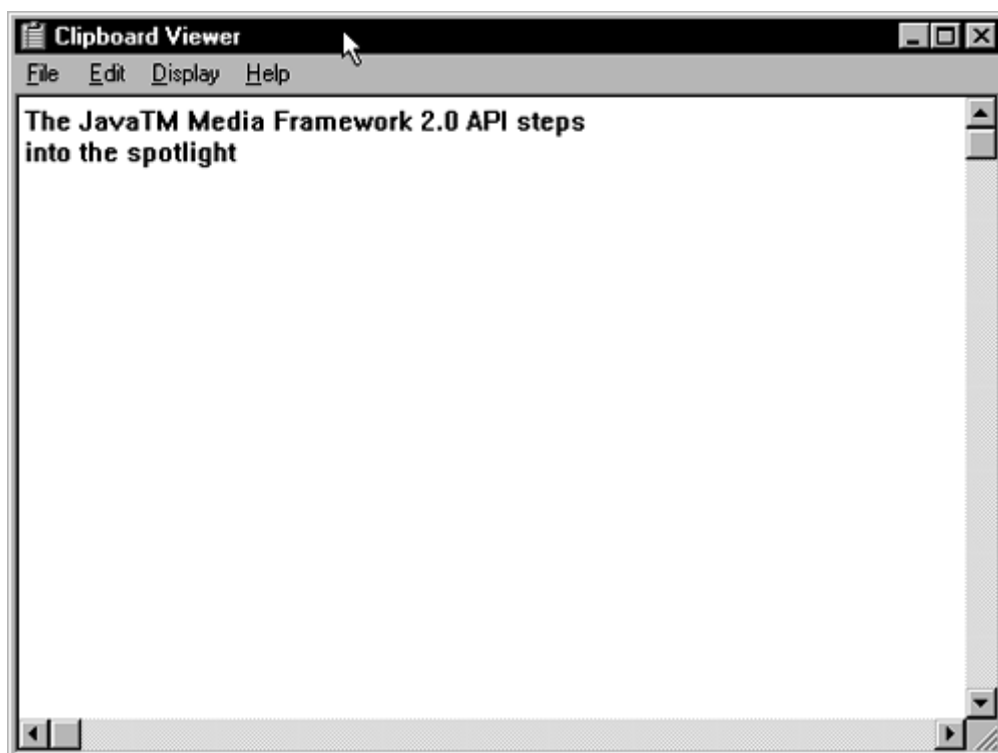 Clipboard Viewer
File Edit Display Help
The JavaTM Media Framework 2.0 API steps
into the spotlight